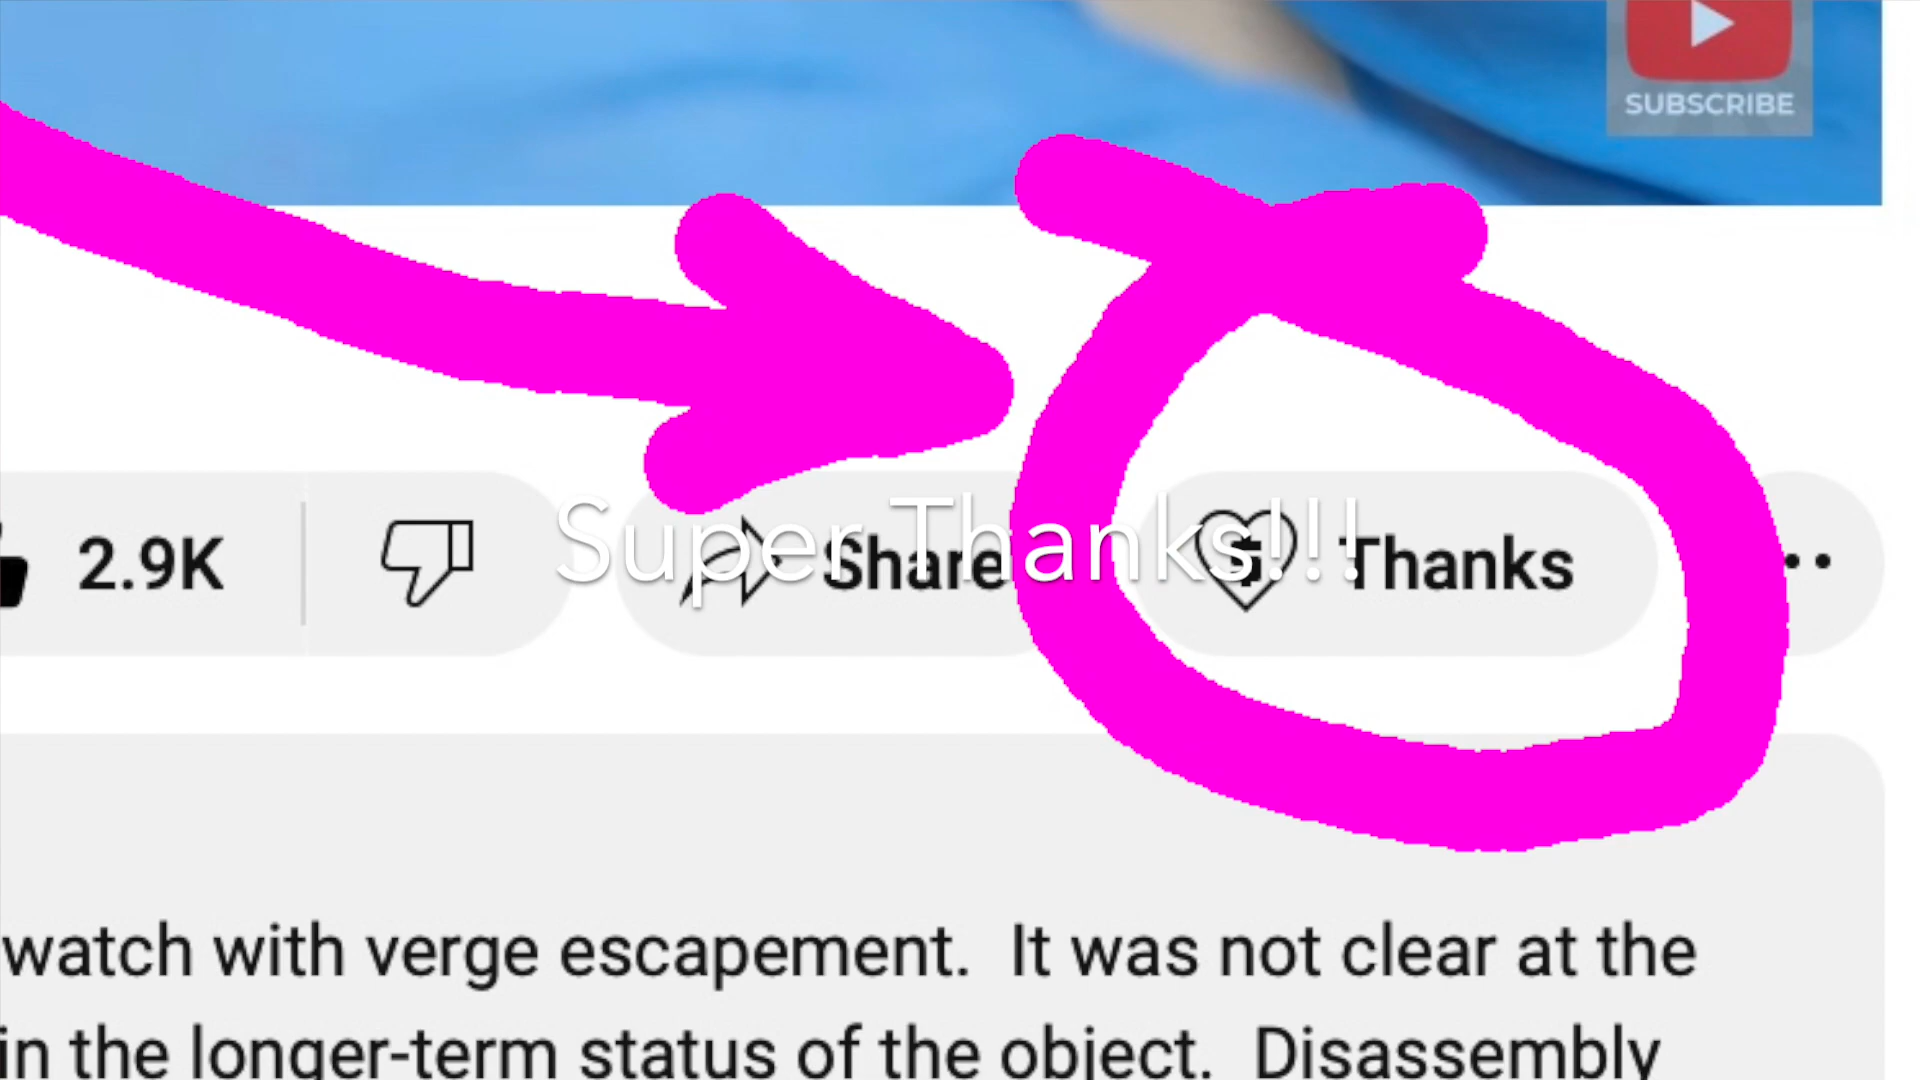 SUBSCRIBE
2.9K
Share
Thanks
Super Thanks!!!
watch with verge escapement. It was not clear at the
in the longer-term status of the object. Disassembly